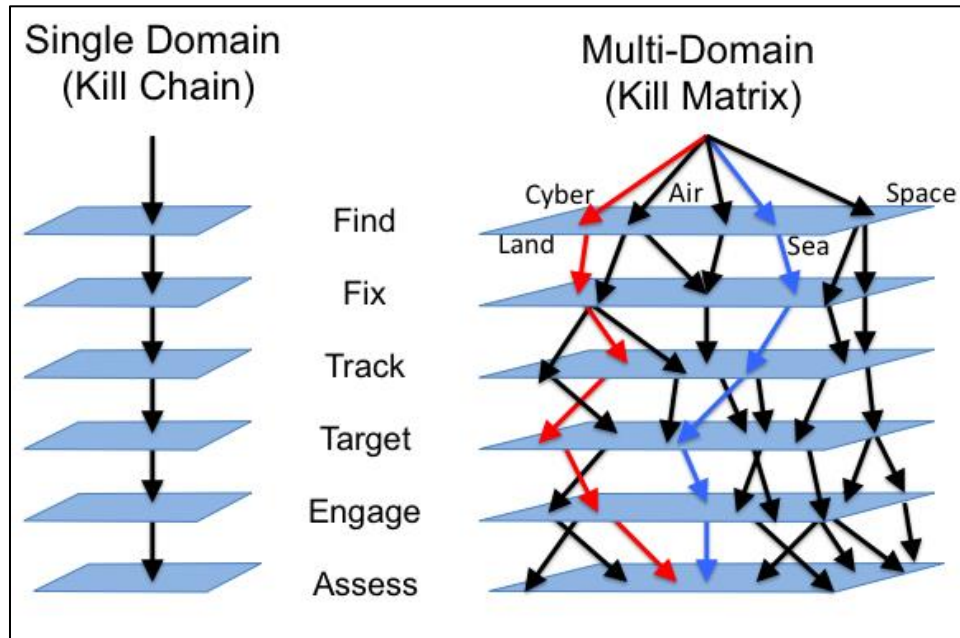 Single Domain
(Kill Chain)
Multi-Domain
(Kill Matrix)
Cyber
Air
Space
Find
Land
Sea
Fix
Track
Target
Engage
Assess